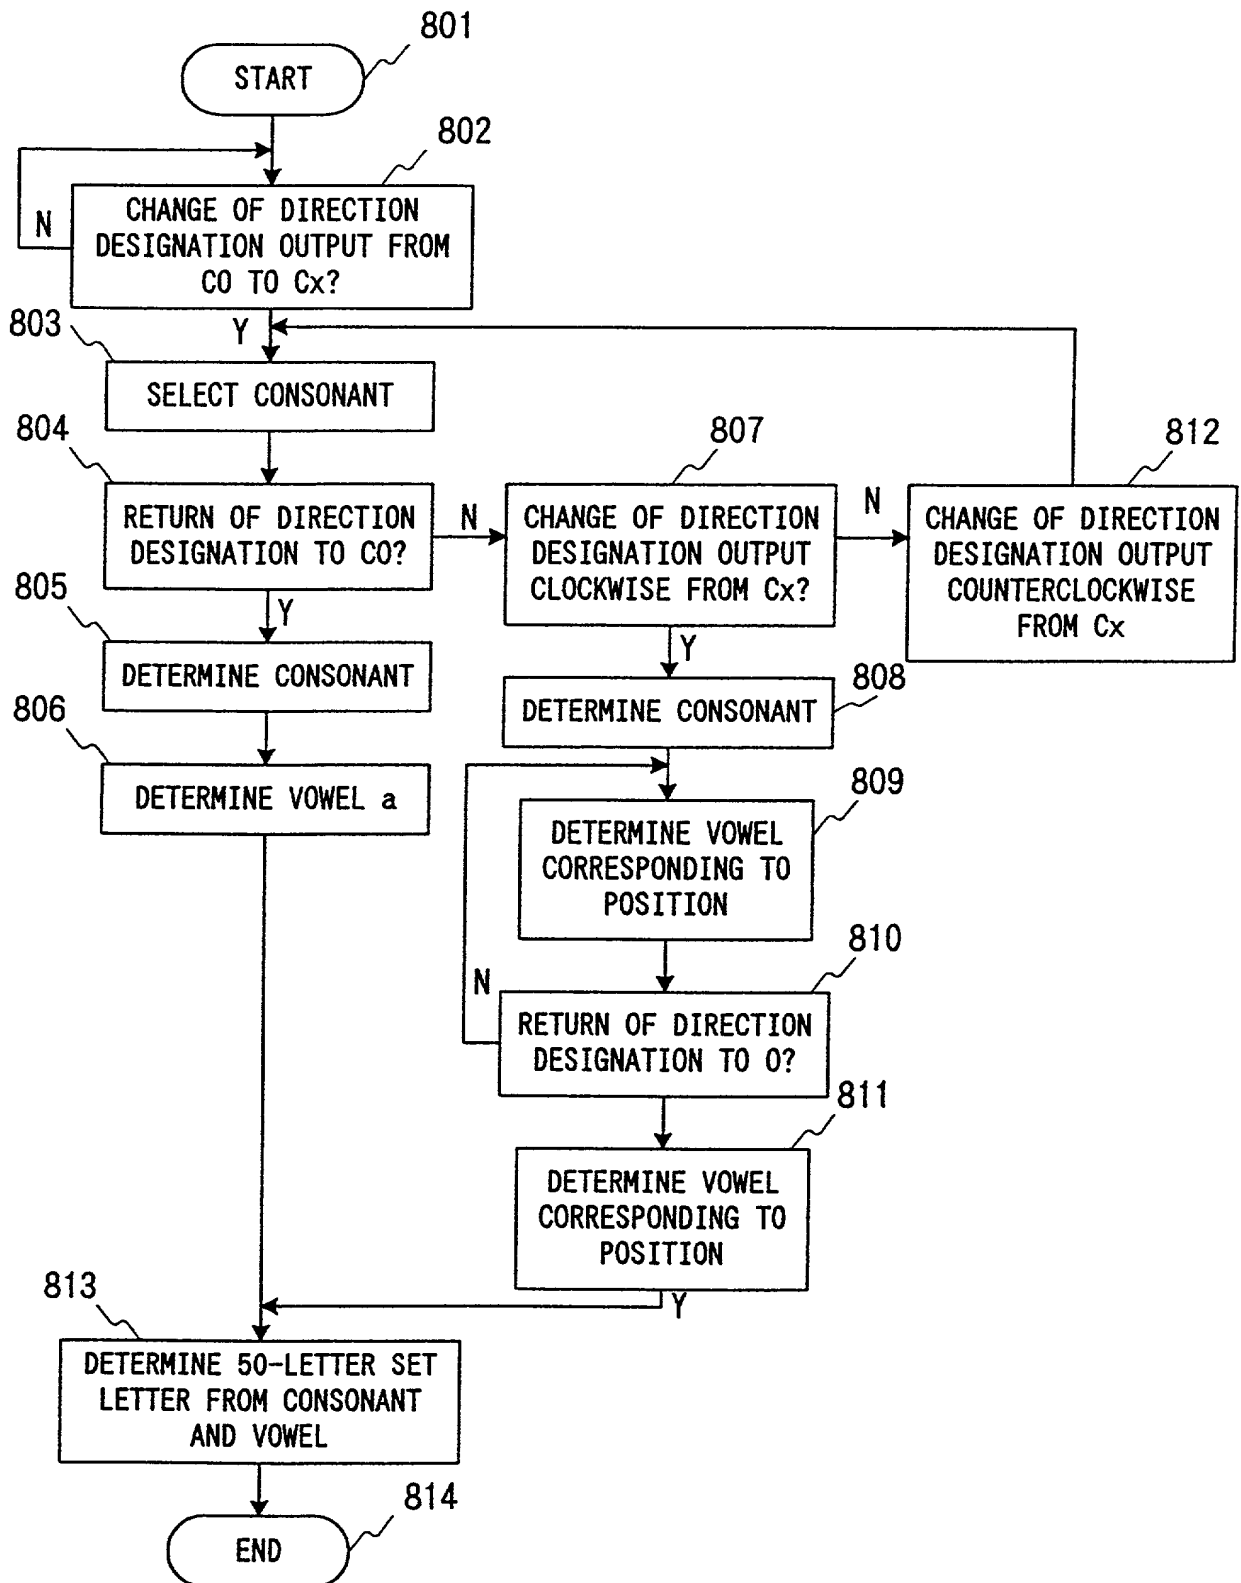 801
START
802
CHANGE OF DIRECTION
DESIGNATION OUTPUT FROM
C0 TO Cx?
N
Y
803
SELECT CONSONANT
804
RETURN OF DIRECTION
DESIGNATION TO C0?
N
Y
807
CHANGE OF DIRECTION
DESIGNATION OUTPUT
CLOCKWISE FROM Cx?
N
Y
812
CHANGE OF DIRECTION
DESIGNATION OUTPUT
COUNTERCLOCKWISE
FROM Cx
805
DETERMINE CONSONANT
806
DETERMINE VOWEL a
808
DETERMINE CONSONANT
809
DETERMINE VOWEL
CORRESPONDING TO
POSITION
810
N
RETURN OF DIRECTION
DESIGNATION TO 0?
811
DETERMINE VOWEL
CORRESPONDING TO
POSITION
Y
813
DETERMINE 50-LETTER SET
LETTER FROM CONSONANT
AND VOWEL
814
END